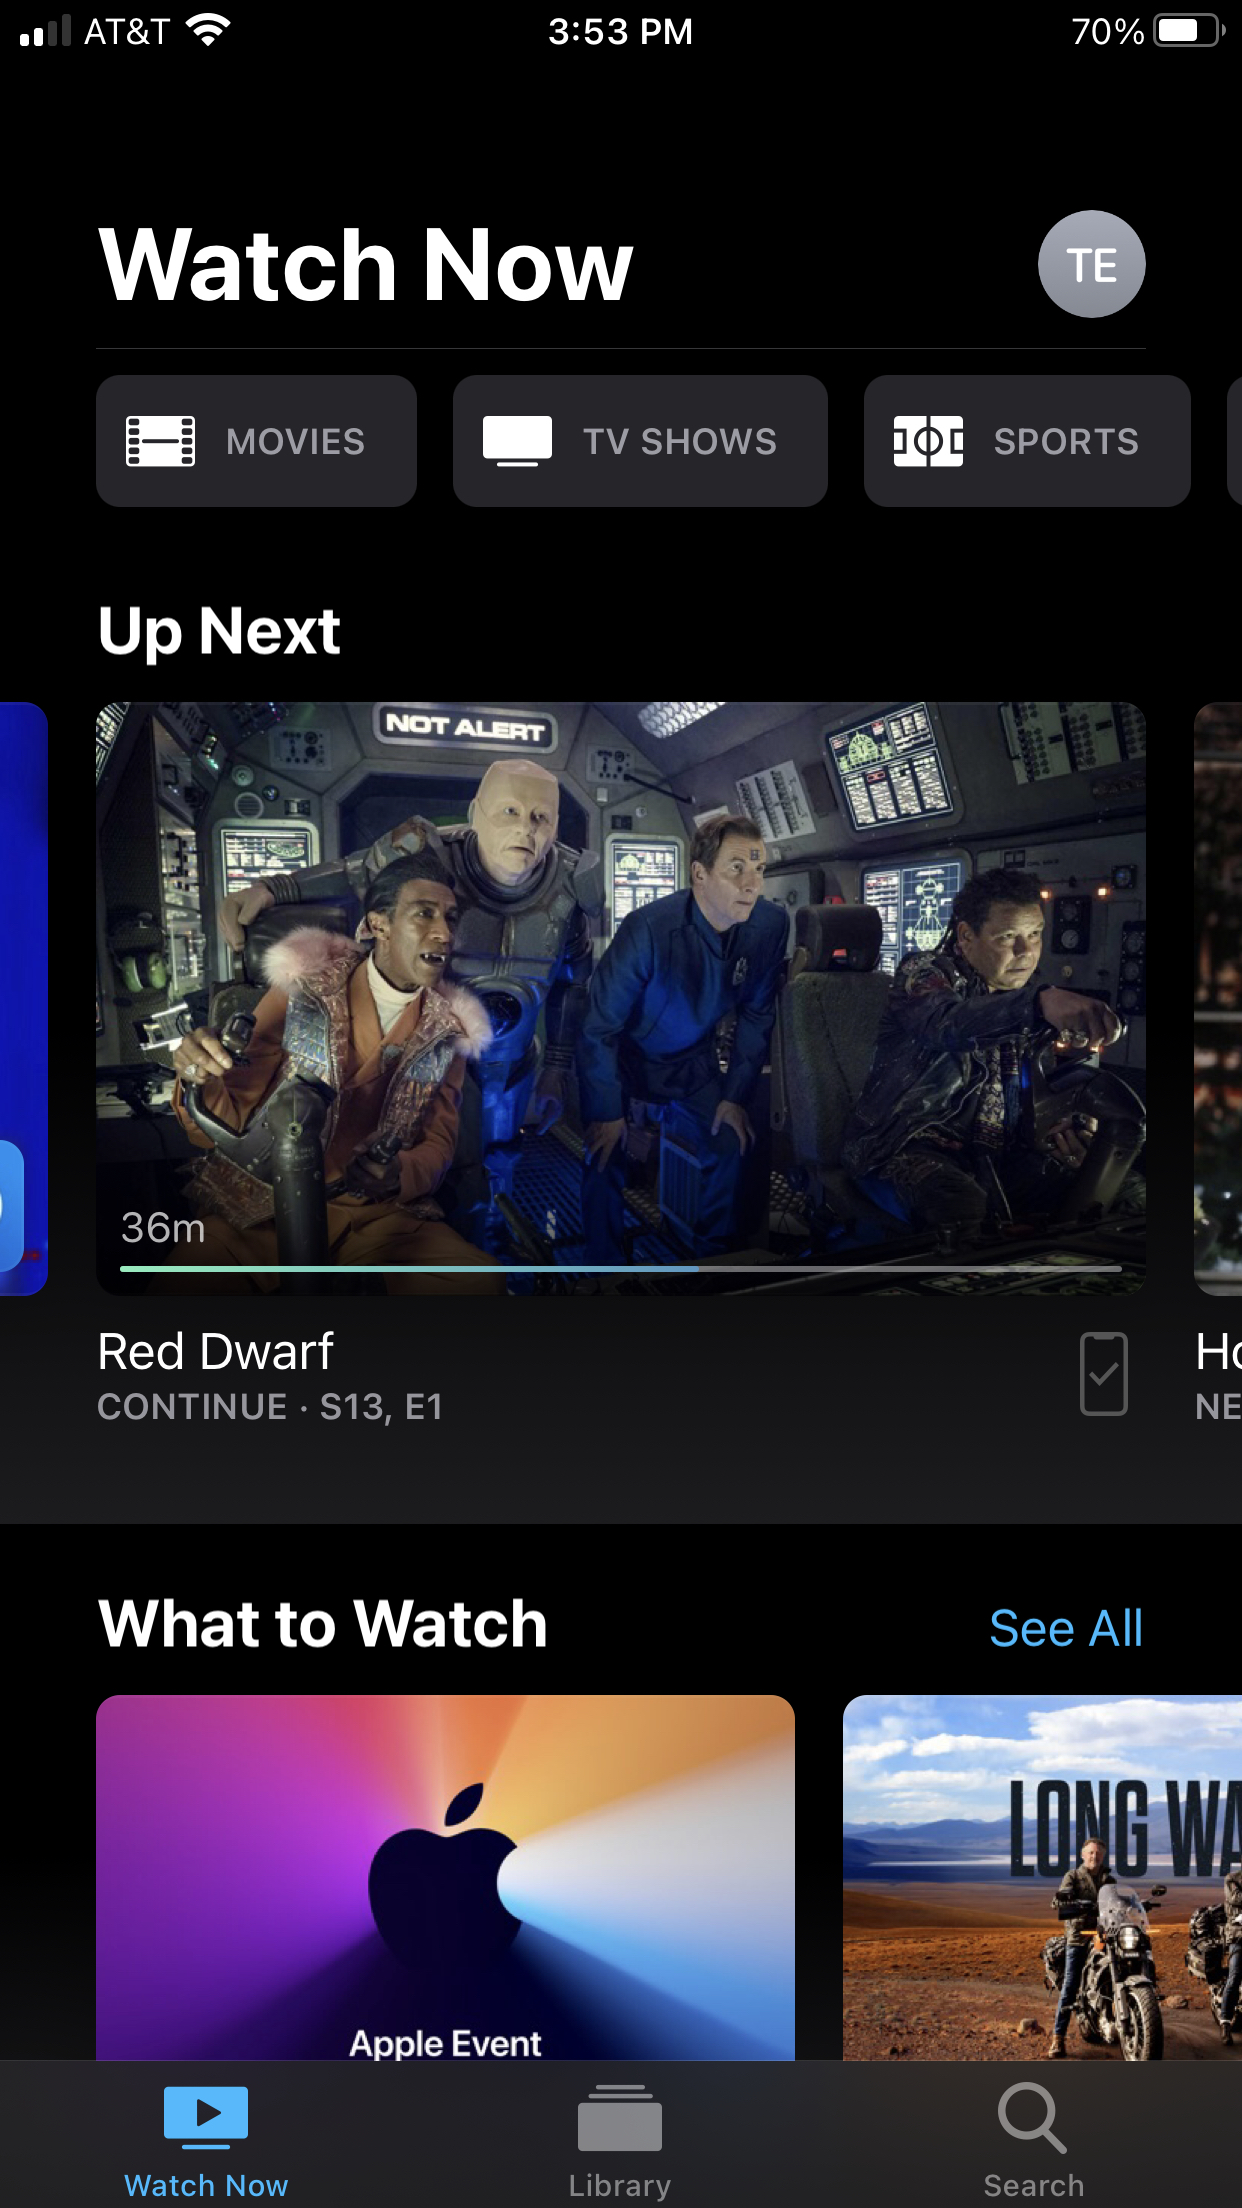 AT&T 3:53 PM 70%
Watch Now TE
MOVIES TV SHOWS SPORTS
Up Next
NOT ALERT
36m
Red Dwarf
CONTINUE · S13, E1
Ho
NE
What to Watch See All
LONG WA
Apple Event
Watch Now Library Search